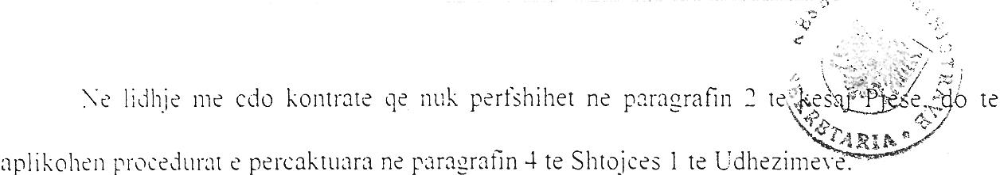 Ne lidhje me cdo kontrate qe nuk perfshihet ne paragrafin 2 te kesaj Pjese, do te
aplikohen procedurat e percaktuara ne paragrafin 4 te Shtojces 1 te Udhezimeve.